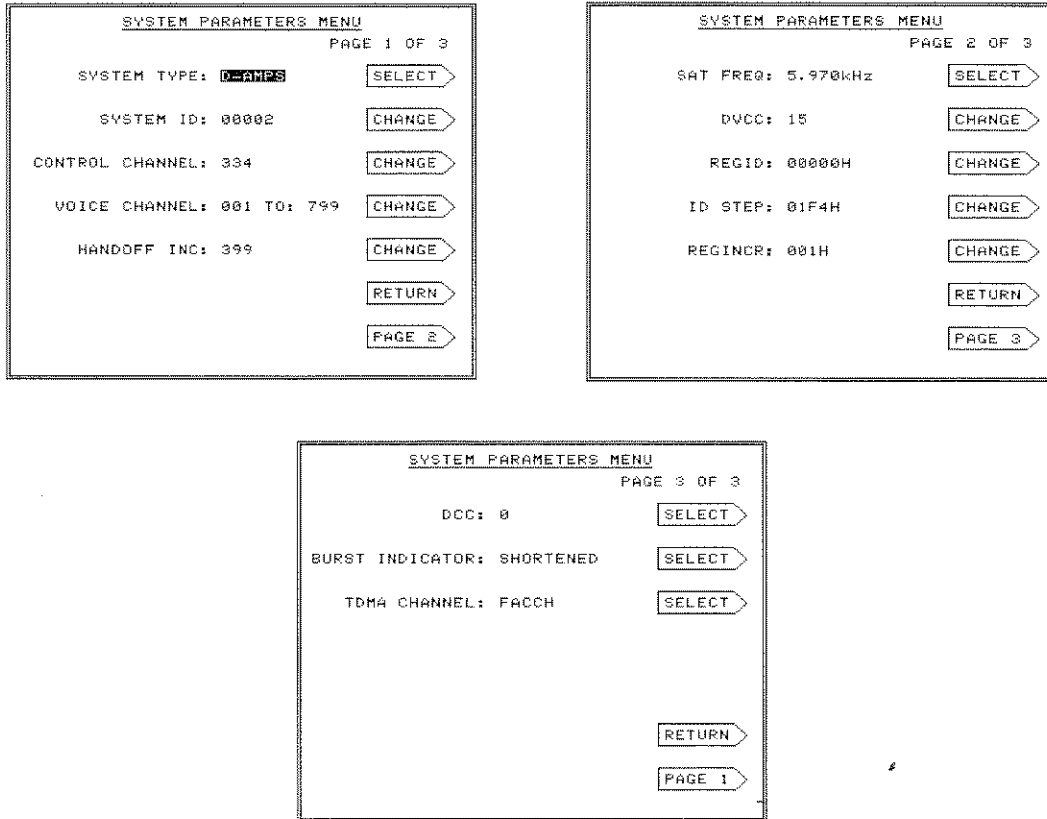 SYSTEM PARAMETERS MENU
PAGE 1 OF 3
SYSTEM TYPE: D-AMPS SELECT
SYSTEM ID: 00002 CHANGE
CONTROL CHANNEL: 334 CHANGE
VOICE CHANNEL: 001 TO: 799 CHANGE
HANDOFF INC: 399 CHANGE
RETURN
PAGE 2
SYSTEM PARAMETERS MENU
PAGE 2 OF 3
SAT FREQ: 5.970kHz SELECT
DVCC: 15 CHANGE
REGID: 00000H CHANGE
ID STEP: 01F4H CHANGE
REGINCR: 001H CHANGE
RETURN
PAGE 3
SYSTEM PARAMETERS MENU
PAGE 3 OF 3
DCC: 0 SELECT
BURST INDICATOR: SHORTENED SELECT
TDMA CHANNEL: FACCH SELECT
RETURN
PAGE 1